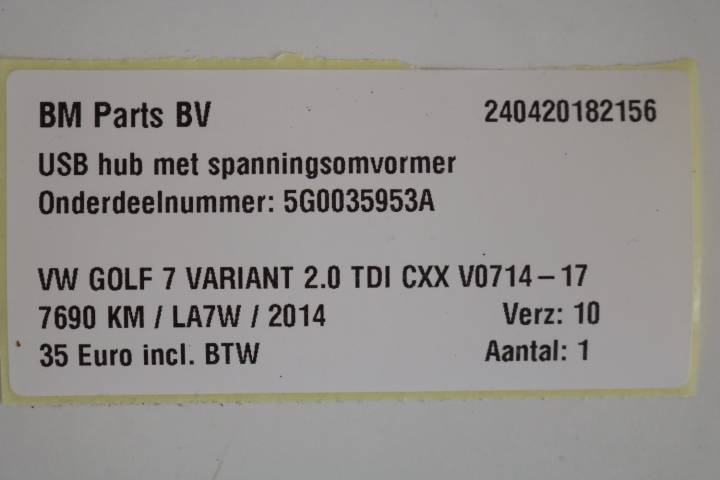 BM Parts BV 240420182156
USB hub met spanningsomvormer
Onderdeelnummer: 5G0035953A
VW GOLF 7 VARIANT 2.0 TDI CXX V0714-17
7690 KM / LA7W / 2014 Verz: 10
35 Euro incl. BTW Aantal: 1